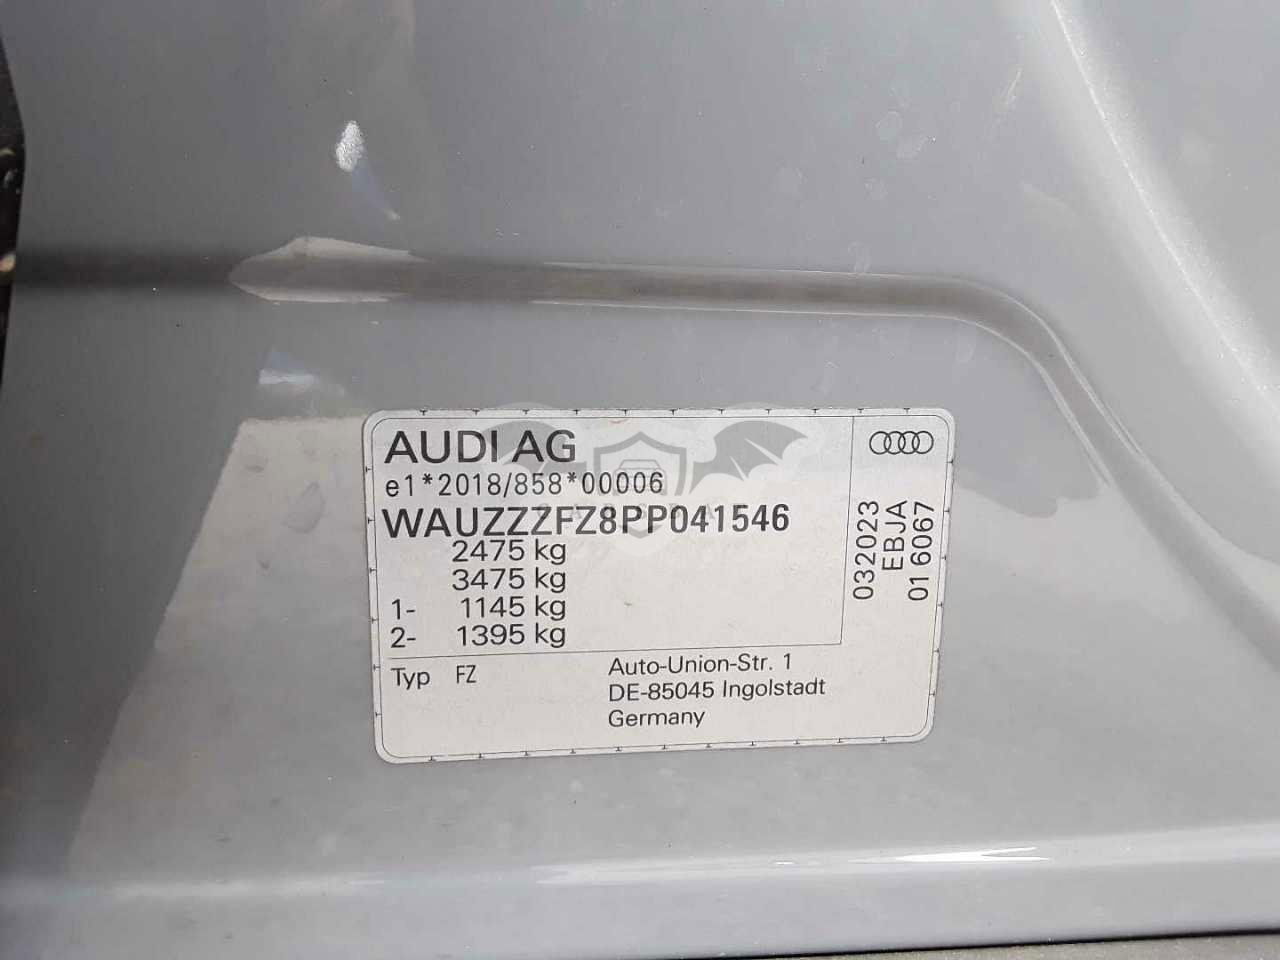 AUDI AG
e1*2018/858*00006
WAUZZZFZ8PP041546
2475 kg
3475 kg
1- 1145 kg
2- 1395 kg
Typ FZ
Auto-Union-Str. 1
DE-85045 Ingolstadt
Germany
032023
EBJA
01 6067